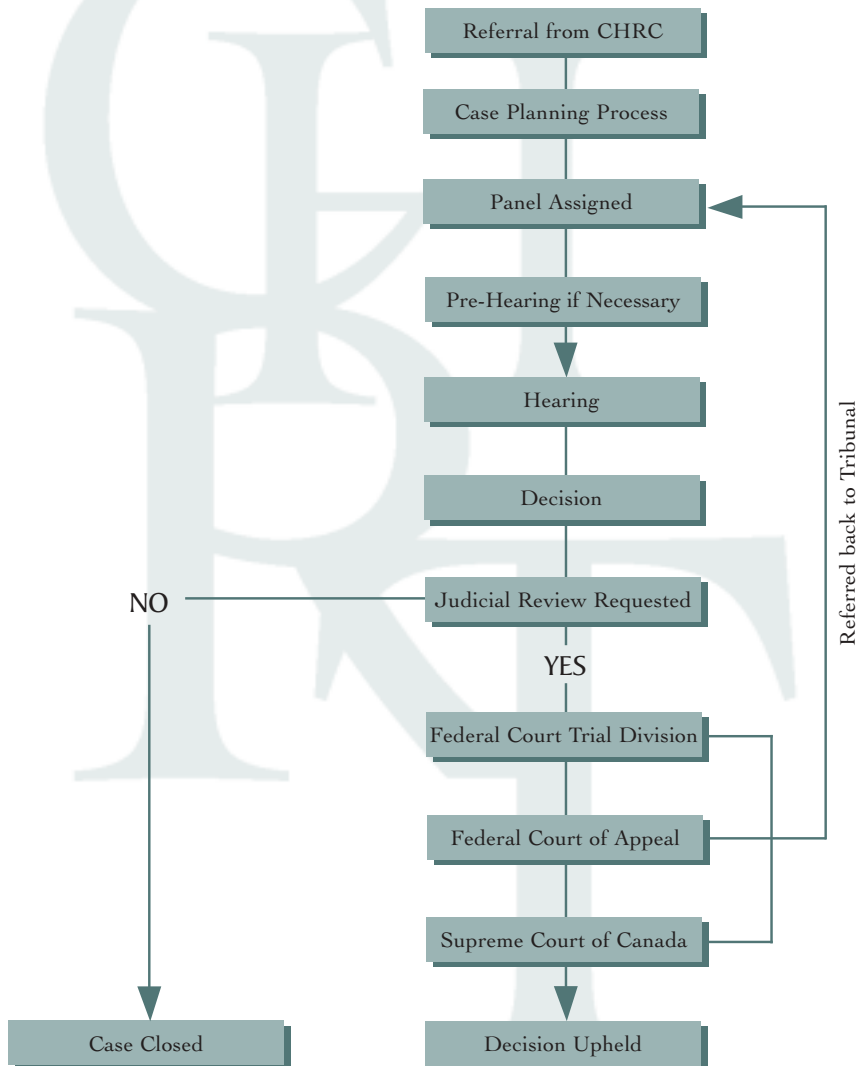 Referral from CHRC
Case Planning Process
Panel Assigned
Pre-Hearing if Necessary
Hearing
Decision
Judicial Review Requested
NO
YES
Federal Court Trial Division
Federal Court of Appeal
Supreme Court of Canada
Case Closed
Decision Upheld
Referred back to Tribunal
CHRT